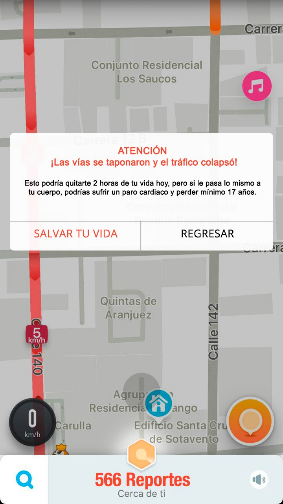 Carrer
Conjunto Residencial
Los Saucos
ATENCIÓN
¡Las vías se taponaron y el tráfico colapsó!
Esto podría quitarte 2 horas de tu vida hoy, pero si le pasa lo mismo a
tu cuerpo, podrías sufrir un paro cardiaco y perder mínimo 17 años.
SALVAR TU VIDA
REGRESAR
Carrera
Quintas de
Aranjuez
5
km/h
Calle 140
Calle 142
Agrup
Residencia
ango
0
km/h
Carulla
Edificio Santa Cru
de Sotavento
566 Reportes
Cerca de ti